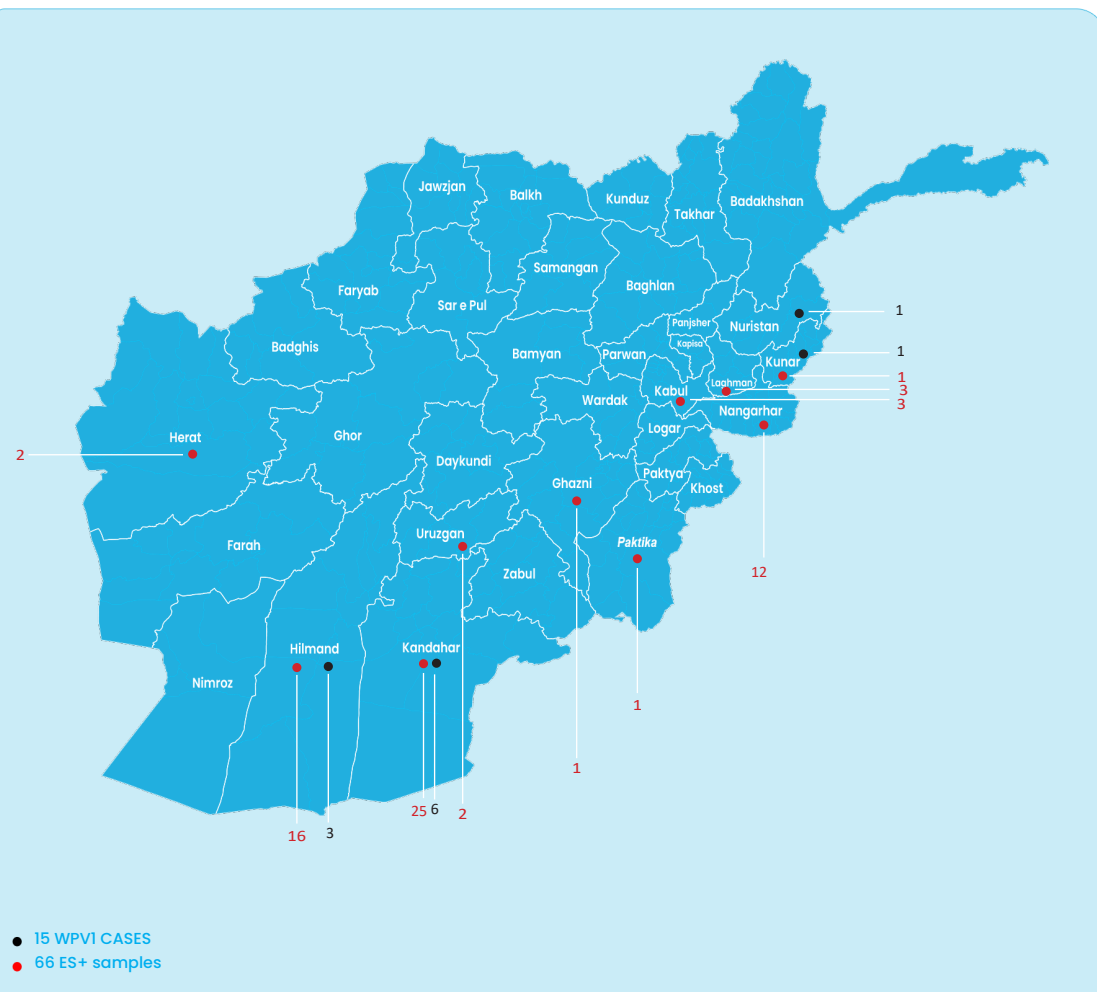 Jawzjan
Balkh
Kunduz
Takhar
Badakhshan
Samangan
Baghlan
Faryab
Sar e Pul
Panjsher
Nuristan
1
Kapisa
Badghis
Bamyan
Parwan
Kunar
1
1
Laghman
3
Kabul
3
Wardak
Nangarhar
Herat
Ghor
Logar
2
Daykundi
Paktya
Ghazni
Khost
Uruzgan
Paktika
Farah
Zabul
12
Hilmand
Kandahar
Nimroz
1
1
25
6
2
16
3
15 WPV1 CASES
66 ES+ samples